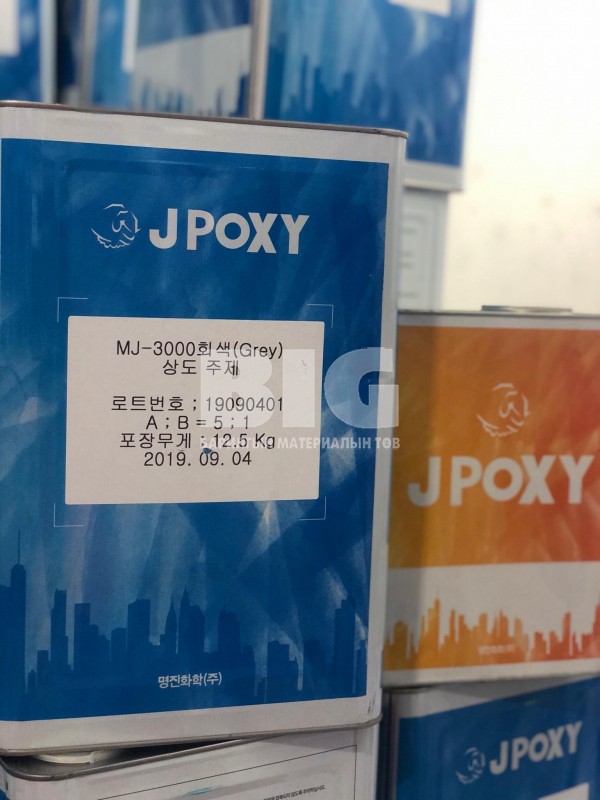 JPOXY
MJ-3000회색(Grey)
상도 주제
로트번호 ; 19090401
A ; B = 5 ; 1
포장무게 ; 12.5 Kg
2019. 09. 04
명진화학(주)
BIG
МАТЕРИАЛЫН ТӨВ
JPOXY
JPOXY